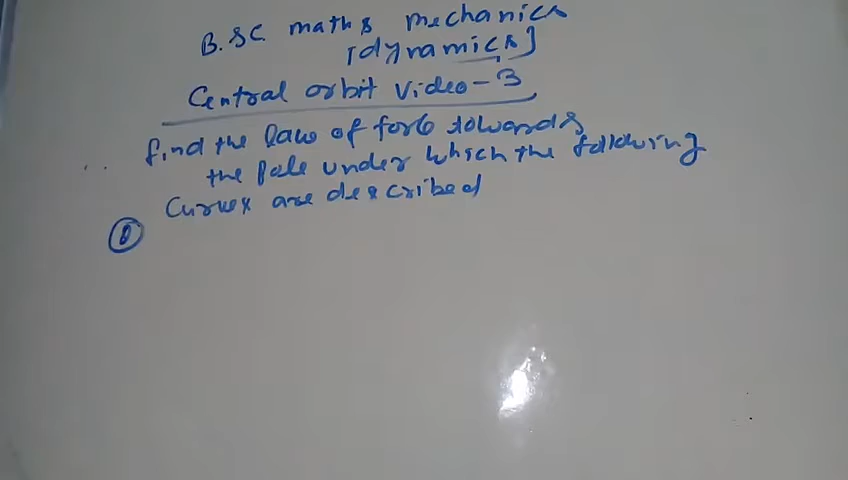 B.SC maths mechanics
[dynamics]
Central orbit Video-3
find the law of force towards
the pole under which the following
Curves are described
①